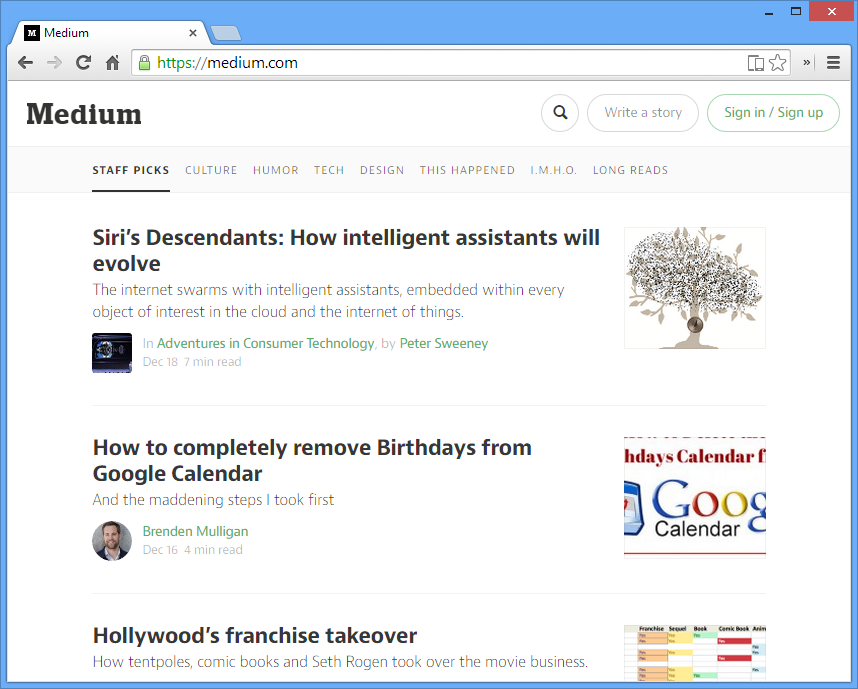 M Medium
https://medium.com
»
Medium
Write a story
Sign in / Sign up
STAFF PICKS CULTURE HUMOR TECH DESIGN THIS HAPPENED I.M.H.O. LONG READS
Siri’s Descendants: How intelligent assistants will
evolve
The internet swarms with intelligent assistants, embedded within every
object of interest in the cloud and the internet of things.
In Adventures in Consumer Technology, by Peter Sweeney
Dec 18 7 min read
How to completely remove Birthdays from
Google Calendar
And the maddening steps I took first
Brenden Mulligan
Dec 16 4 min read
hdays Calendar f
Goog
Calendar
Hollywood’s franchise takeover
How tentpoles, comic books and Seth Rogen took over the movie business.
Franchise Sequel Book Comic Book Anim